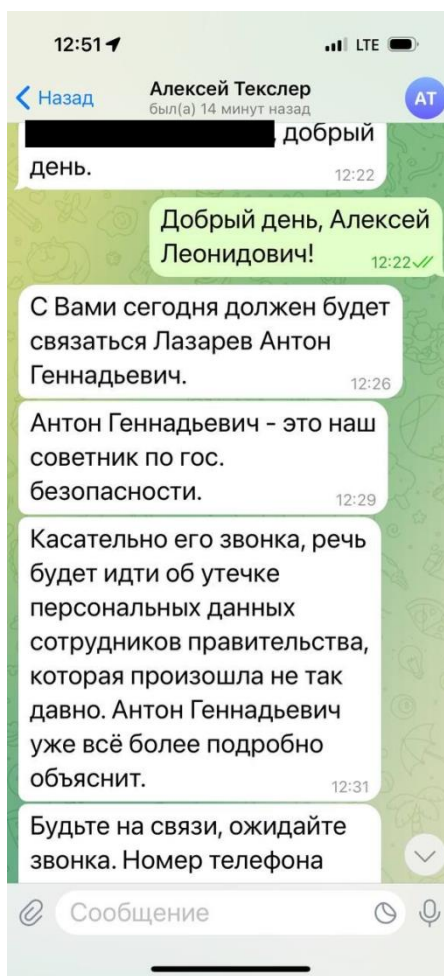 12:51
LTE
Назад
Алексей Текслер
был(а) 14 минут назад
АТ
, добрый
день.
12:22
Добрый день, Алексей
Леонидович!
12:22
С Вами сегодня должен будет
связаться Лазарев Антон
Геннадьевич.
12:26
Антон Геннадьевич - это наш
советник по гос.
безопасности.
12:29
Касательно его звонка, речь
будет идти об утечке
персональных данных
сотрудников правительства,
которая произошла не так
давно. Антон Геннадьевич
уже всё более подробно
объяснит.
12:31
Будьте на связи, ожидайте
звонка. Номер телефона
Сообщение